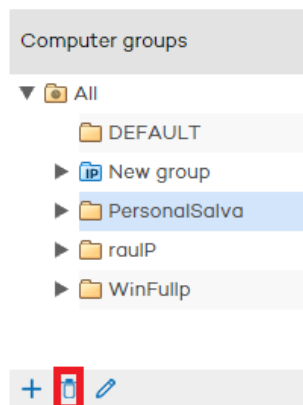 Computer groups
All
DEFAULT
IP New group
PersonalSalva
raulP
WinFullp